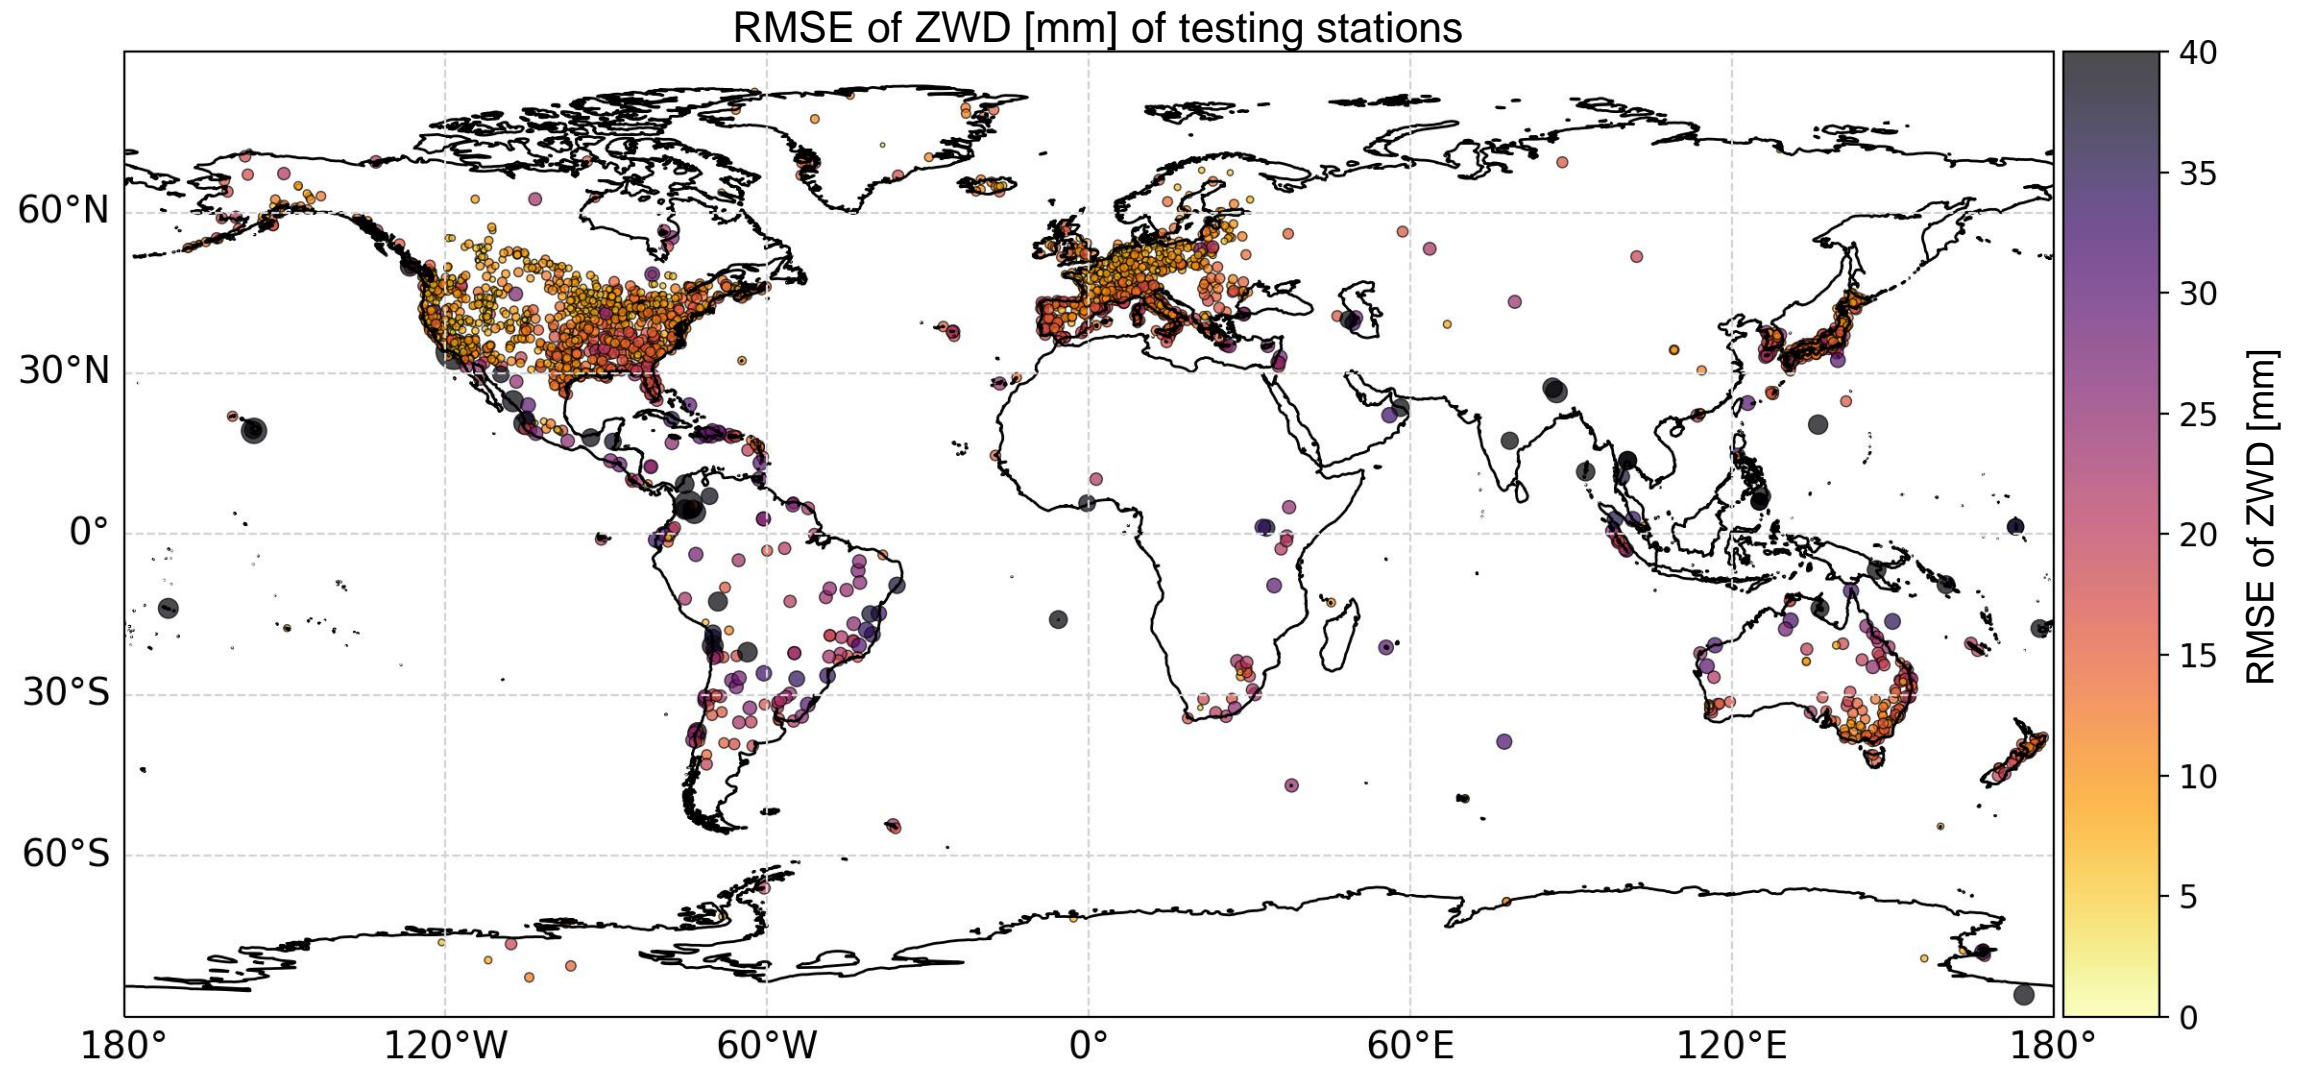 RMSE of ZWD [mm] of testing stations
60°N
30°N
0°
30°S
60°S
180°
120°W
60°W
0°
60°E
120°E
180°
40
35
30
25
20
15
10
5
0
RMSE of ZWD [mm]